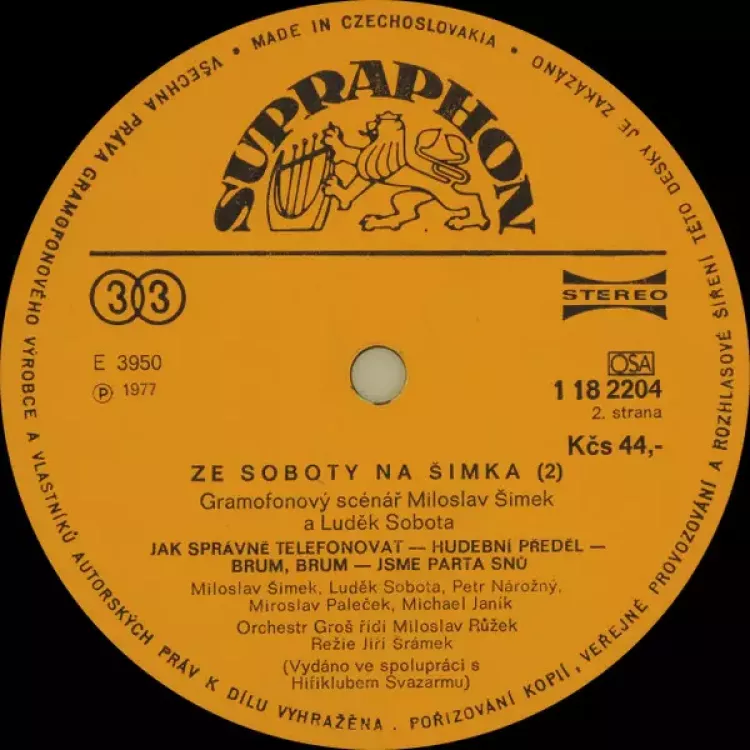 • MADE IN CZECHOSLOVAKIA •
VŠECHNA PRÁVA GRAMOFONOVÉHO VÝROBCE A VLASTNÍKŮ AUTORSKÝCH PRÁV K DÍLU VYHRAŽENA. POŘIZOVÁNÍ KOPIÍ, VEŘEJNÉ PROVOZOVÁNÍ A ROZHLASOVÉ ŠÍŘENÍ TÉTO DESKY JE ZAKÁZÁNO
SUPRAPHON
33
STEREO
E 3950
℗ 1977
OSA
1 18 2204
2. strana
Kčs 44,-
ZE SOBOTY NA ŠIMKA (2)
Gramofonový scénář Miloslav Šimek
a Luděk Sobota
JAK SPRÁVNĚ TELEFONOVAT — HUDEBNÍ PŘEDĚL —
BRUM, BRUM — JSME PARTA SNŮ
Miloslav Šimek, Luděk Sobota, Petr Nárožný,
Miroslav Paleček, Michael Janík
Orchestr Groš řídí Miloslav Růžek
Režie Jiří Šrámek
(Vydáno ve spolupráci s
Hifiklubem Svazarmu)